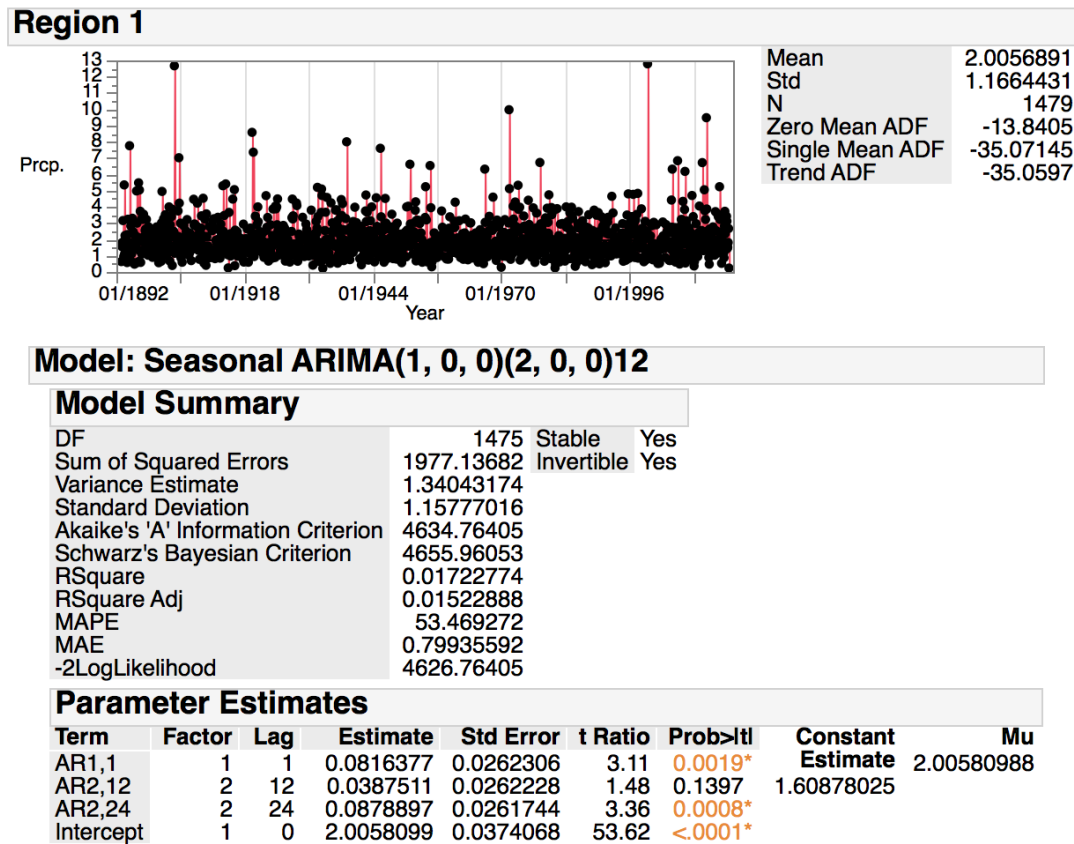 Region 1
Mean 2.0056891
Std 1.1664431
N 1479
Zero Mean ADF -13.8405
Single Mean ADF -35.07145
Trend ADF -35.0597
13
12
11
10
9
8
7
6
5
4
3
2
1
0
Prcp.
01/1892 01/1918 01/1944 01/1970 01/1996
Year
Model: Seasonal ARIMA(1, 0, 0)(2, 0, 0)12
Model Summary
DF 1475 Stable Yes
Sum of Squared Errors 1977.13682 Invertible Yes
Variance Estimate 1.34043174
Standard Deviation 1.15777016
Akaike's 'A' Information Criterion 4634.76405
Schwarz's Bayesian Criterion 4655.96053
RSquare 0.01722774
RSquare Adj 0.01522888
MAPE 53.469272
MAE 0.79935592
-2LogLikelihood 4626.76405
Parameter Estimates
Term Factor Lag Estimate Std Error t Ratio Prob>|t| Constant Mu
AR1,1 1 1 0.0816377 0.0262306 3.11 0.0019* Estimate 2.00580988
AR2,12 2 12 0.0387511 0.0262228 1.48 0.1397 1.60878025
AR2,24 2 24 0.0878897 0.0261744 3.36 0.0008*
Intercept 1 0 2.0058099 0.0374068 53.62 <.0001*